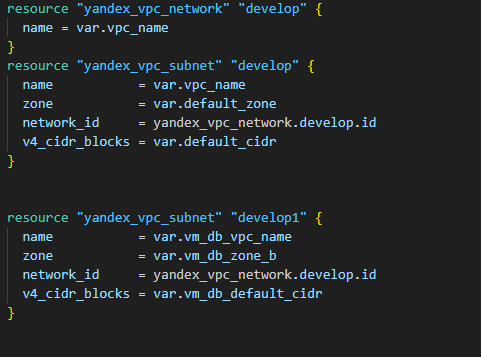 resource "yandex_vpc_network" "develop" {
  name = var.vpc_name
}
resource "yandex_vpc_subnet" "develop" {
  name           = var.vpc_name
  zone           = var.default_zone
  network_id     = yandex_vpc_network.develop.id
  v4_cidr_blocks = var.default_cidr
}
resource "yandex_vpc_subnet" "develop1" {
  name           = var.vm_db_vpc_name
  zone           = var.vm_db_zone_b
  network_id     = yandex_vpc_network.develop.id
  v4_cidr_blocks = var.vm_db_default_cidr
}